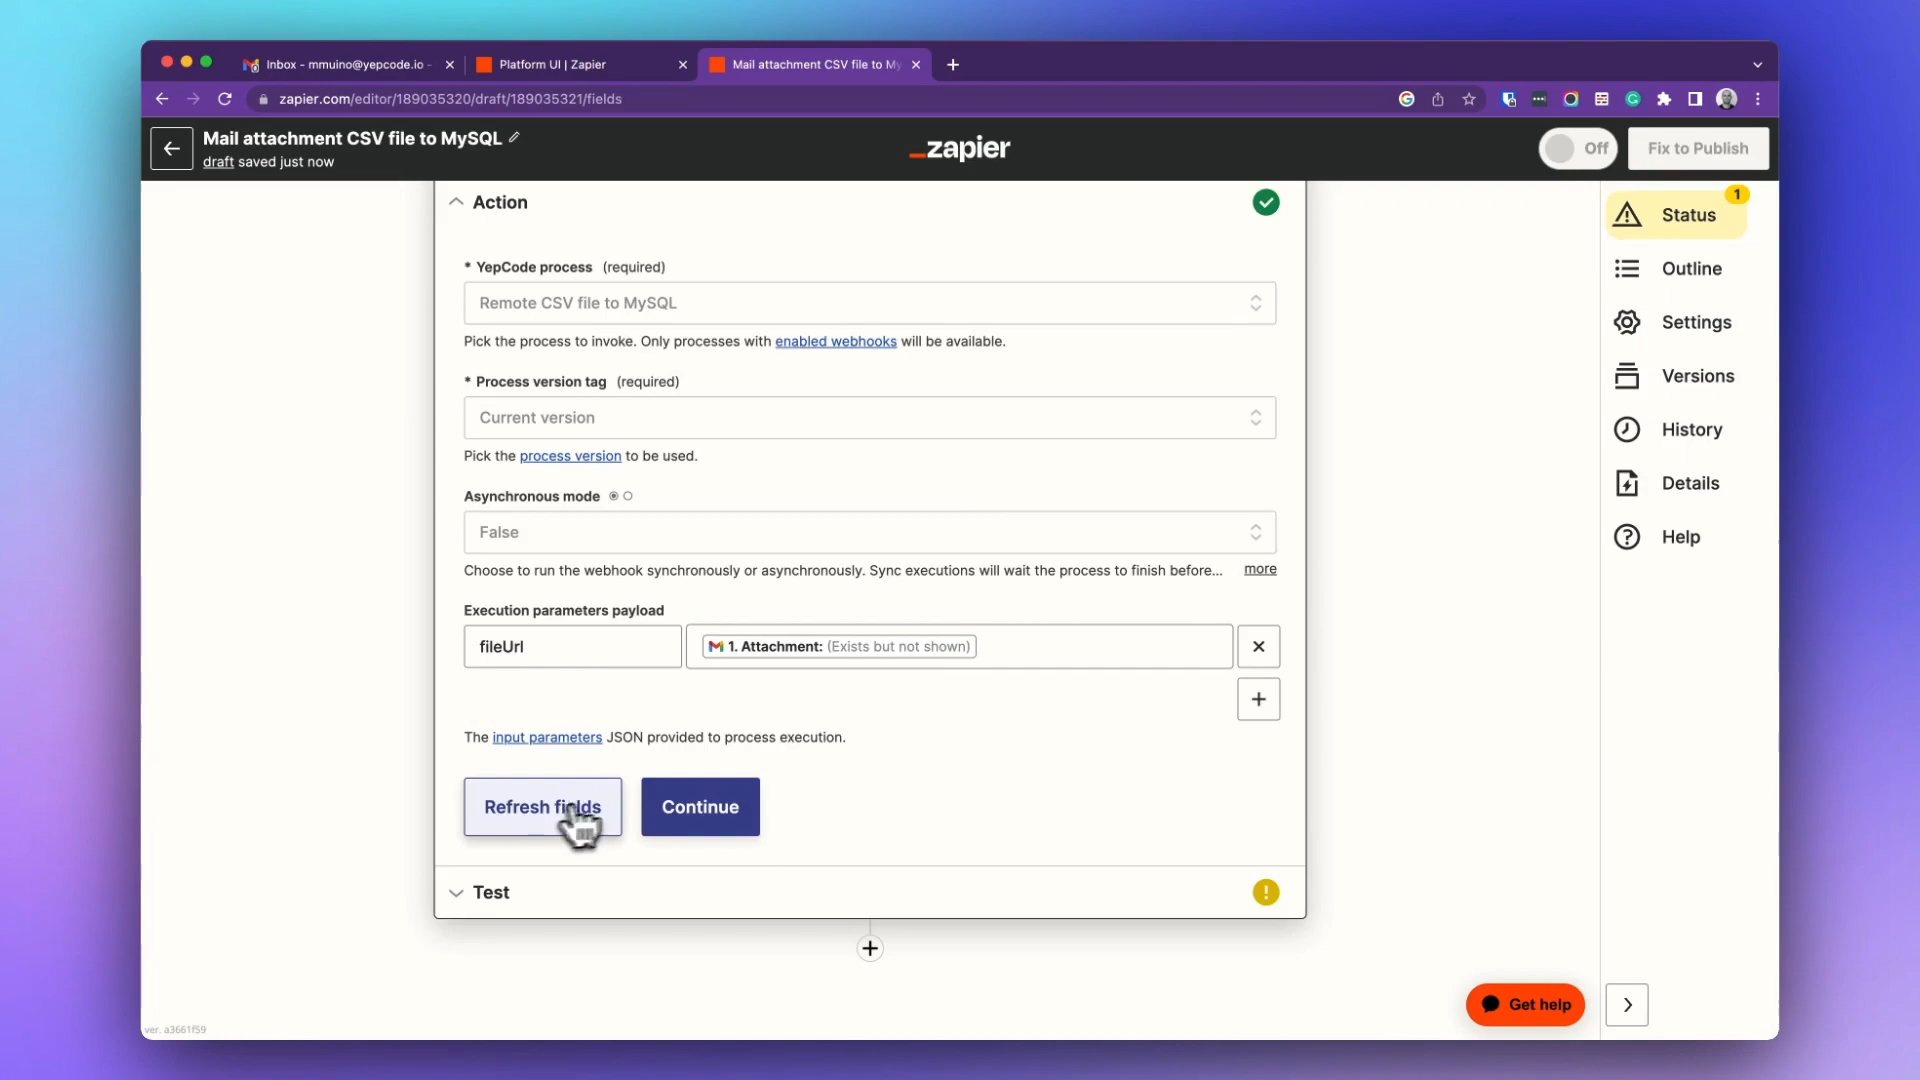 Inbox - mmuino@yepcode.io -
Platform UI | Zapier
Mail attachment CSV file to My
zapier.com/editor/189035320/draft/189035321/fields
Mail attachment CSV file to MySQL
draft saved just now
zapier
Off
Fix to Publish
Action
* YepCode process (required)
Remote CSV file to MySQL
Pick the process to invoke. Only processes with enabled webhooks will be available.
* Process version tag (required)
Current version
Pick the process version to be used.
Asynchronous mode
False
Choose to run the webhook synchronously or asynchronously. Sync executions will wait the process to finish before... more
Execution parameters payload
fileUrl
1. Attachment: (Exists but not shown)
The input parameters JSON provided to process execution.
Refresh fields
Continue
Test
1
Status
Outline
Settings
Versions
History
Details
Help
Get help
ver. a3661f59